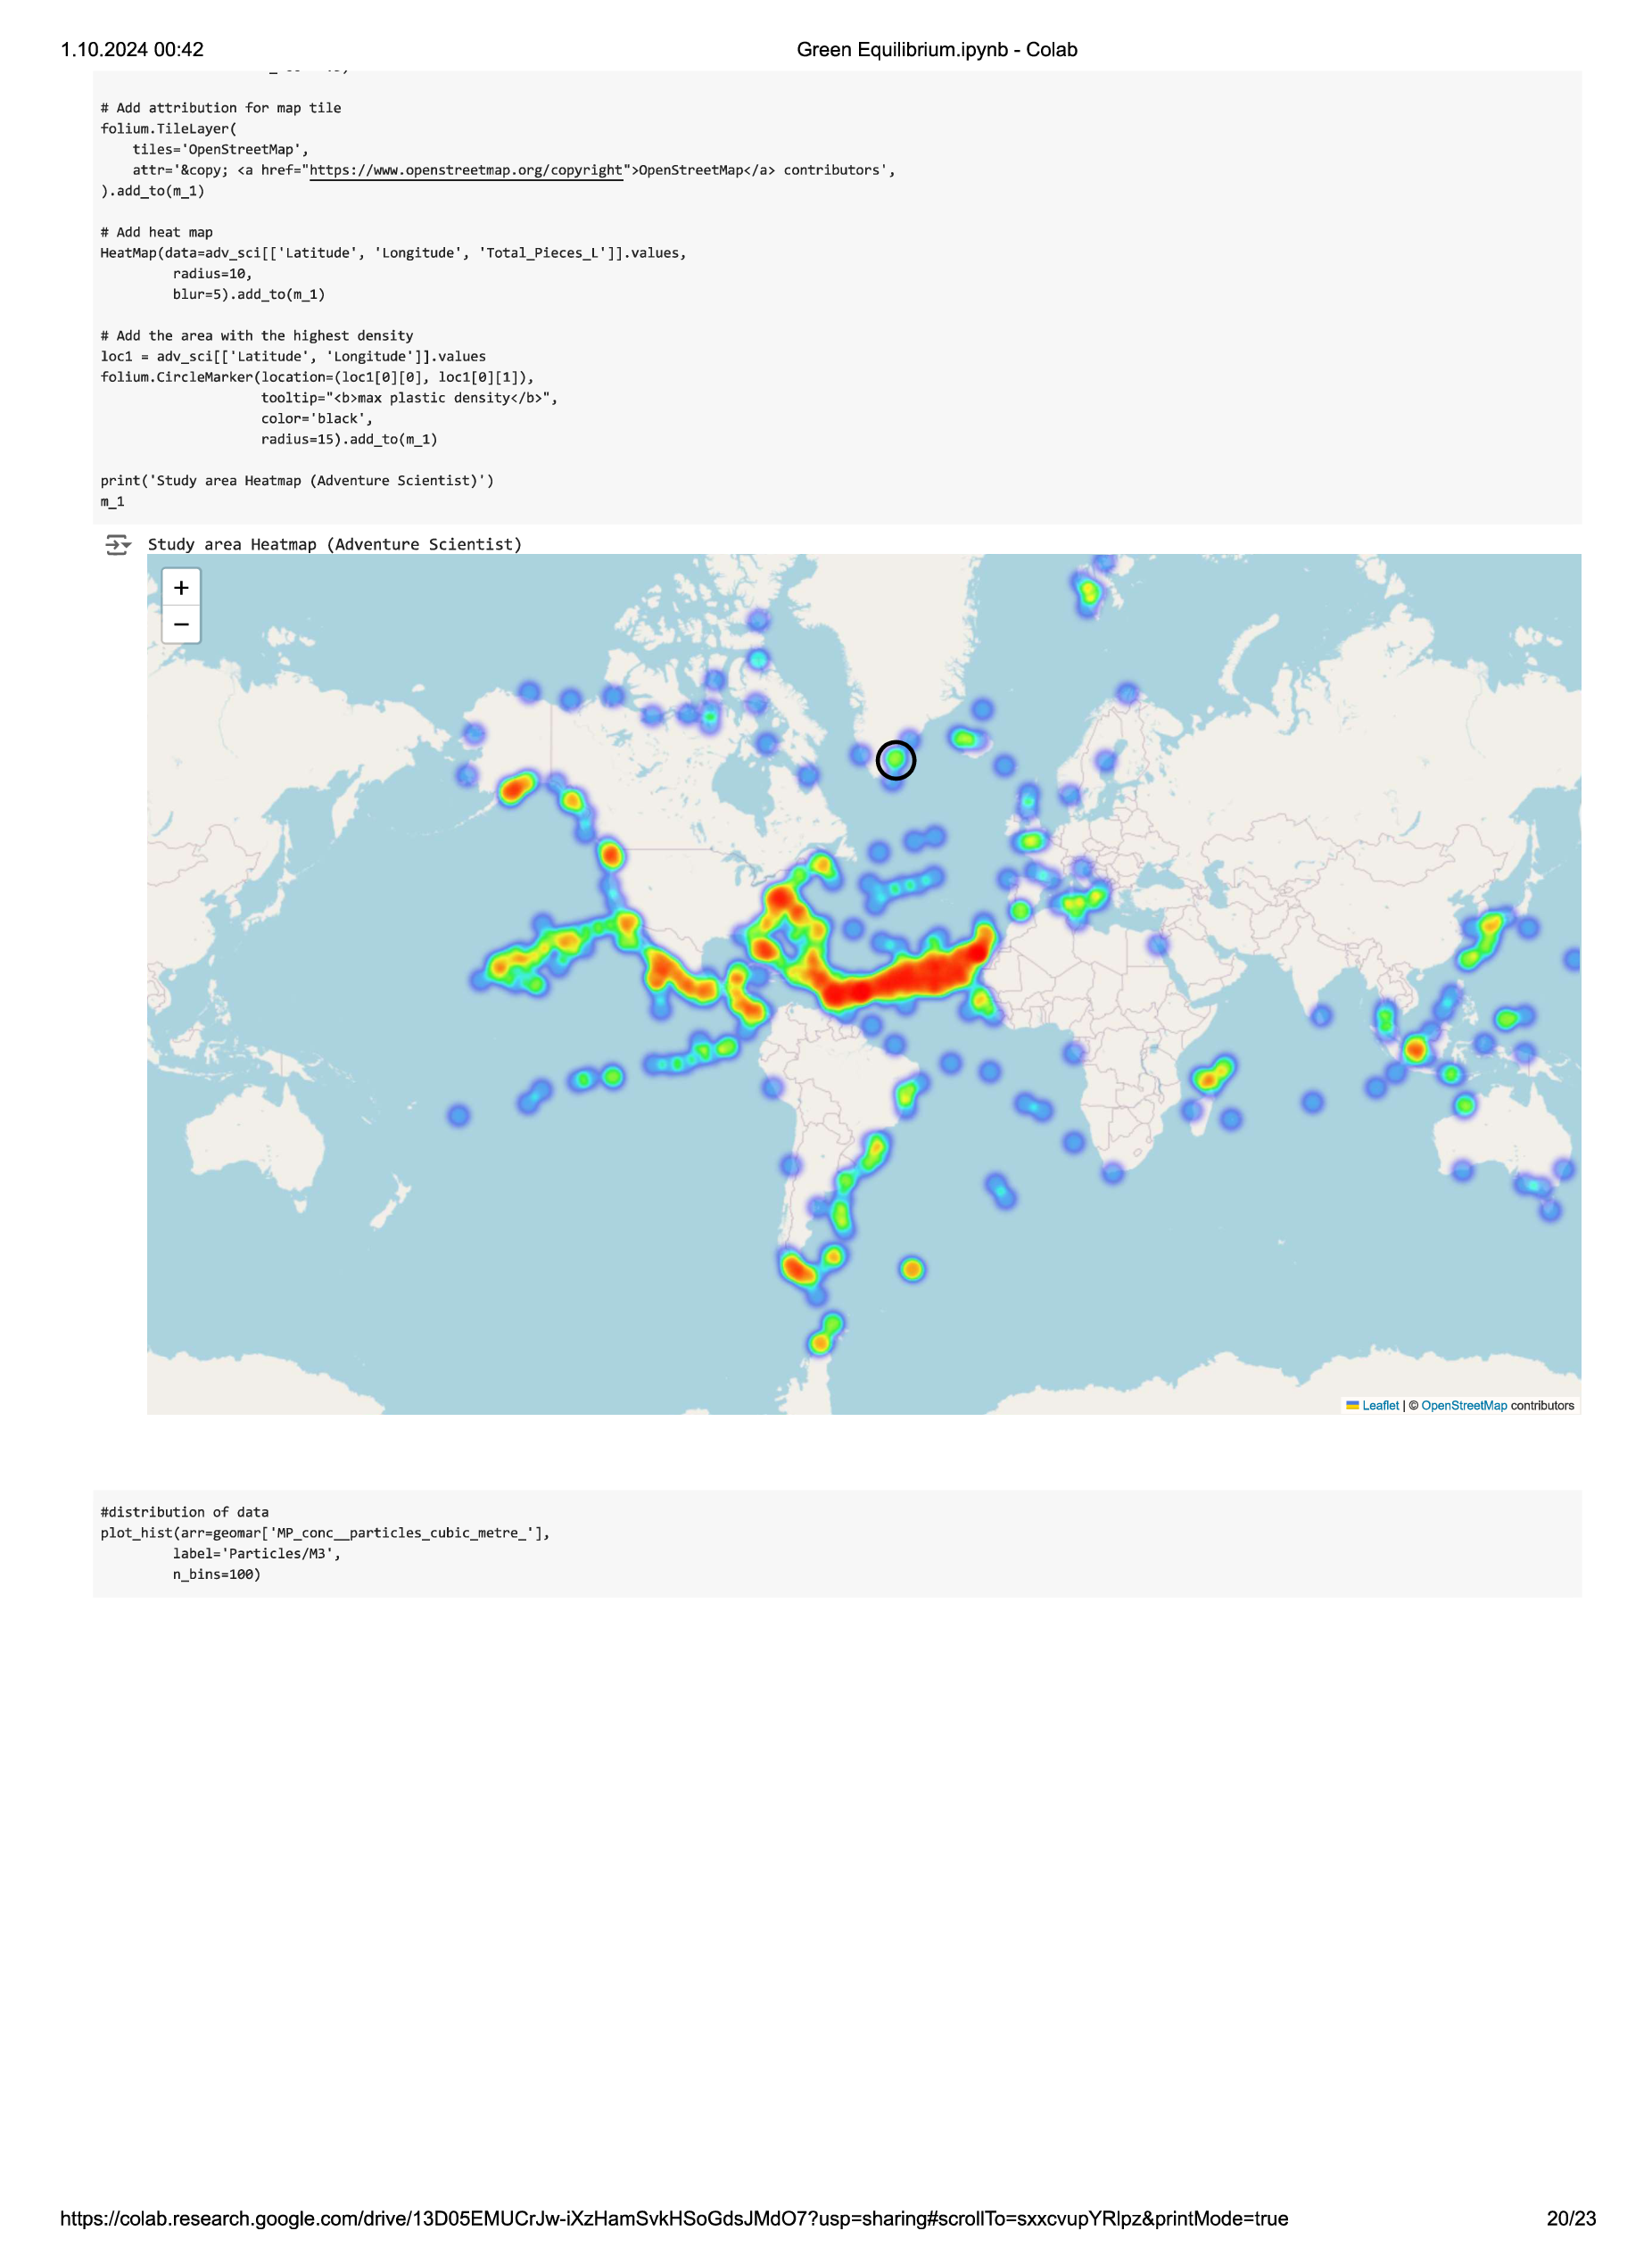 1.10.2024 00:42
Green Equilibrium.ipynb - Colab
# Add attribution for map tile
folium.TileLayer(
    tiles='OpenStreetMap',
    attr='&copy; <a href="https://www.openstreetmap.org/copyright">OpenStreetMap</a> contributors',
).add_to(m_1)
# Add heat map
HeatMap(data=adv_sci[['Latitude', 'Longitude', 'Total_Pieces_L']].values,
         radius=10,
         blur=5).add_to(m_1)
# Add the area with the highest density
loc1 = adv_sci[['Latitude', 'Longitude']].values
folium.CircleMarker(location=(loc1[0][0], loc1[0][1]),
                    tooltip="<b>max plastic density</b>",
                    color='black',
                    radius=15).add_to(m_1)
print('Study area Heatmap (Adventure Scientist)')
m_1
Study area Heatmap (Adventure Scientist)
+
−
Leaflet | © OpenStreetMap contributors
#distribution of data
plot_hist(arr=geomar['MP_conc__particles_cubic_metre_'],
         label='Particles/M3',
         n_bins=100)
https://colab.research.google.com/drive/13D05EMUCrJw-iXzHamSvkHSoGdsJMdO7?usp=sharing#scrollTo=sxxcvupYRlpz&printMode=true
20/23